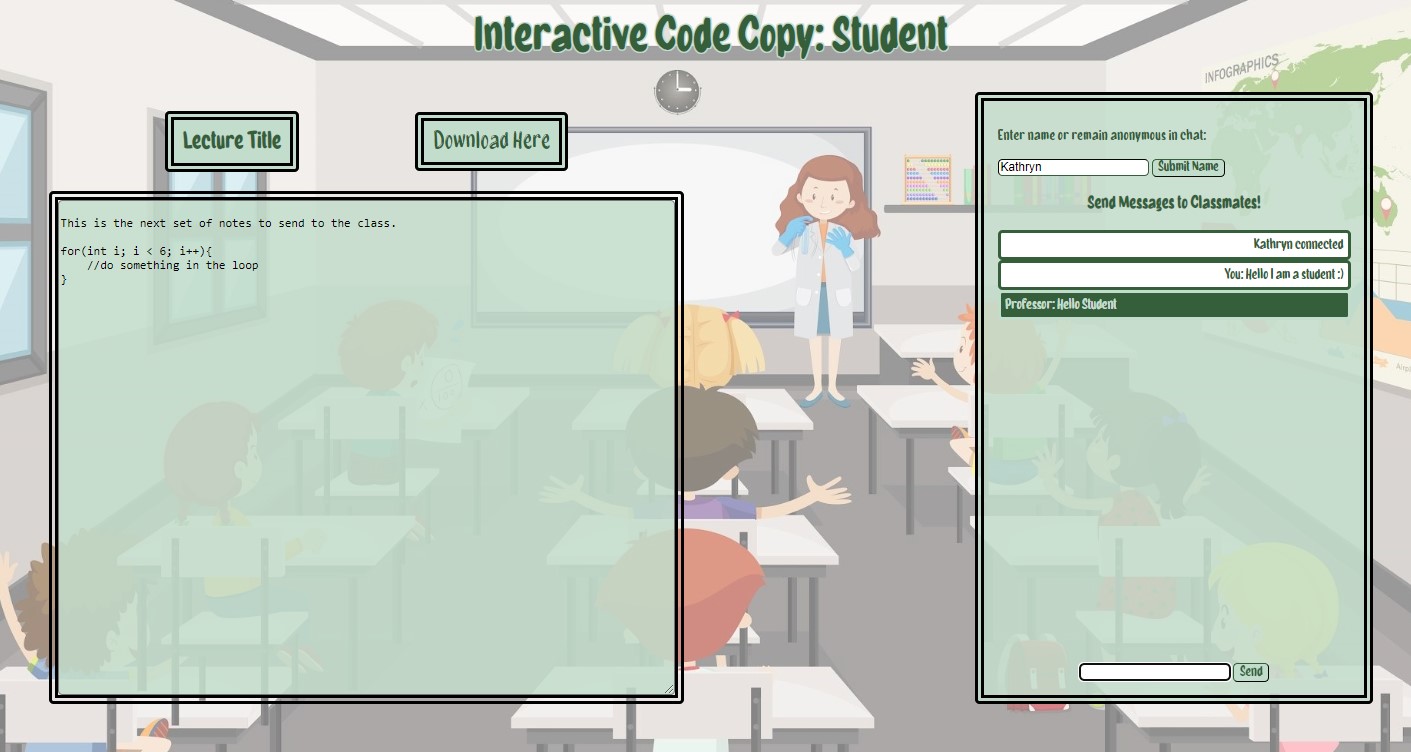 Interactive Code Copy: Student
INFOGRAPHICS
Lecture Title
Download Here
This is the next set of notes to send to the class.
for(int i; i < 6; i++){
    //do something in the loop
}
Enter name or remain anonymous in chat:
Kathryn Submit Name
Send Messages to Classmates!
Kathryn connected
You: Hello I am a student :)
Professor: Hello Student
Send